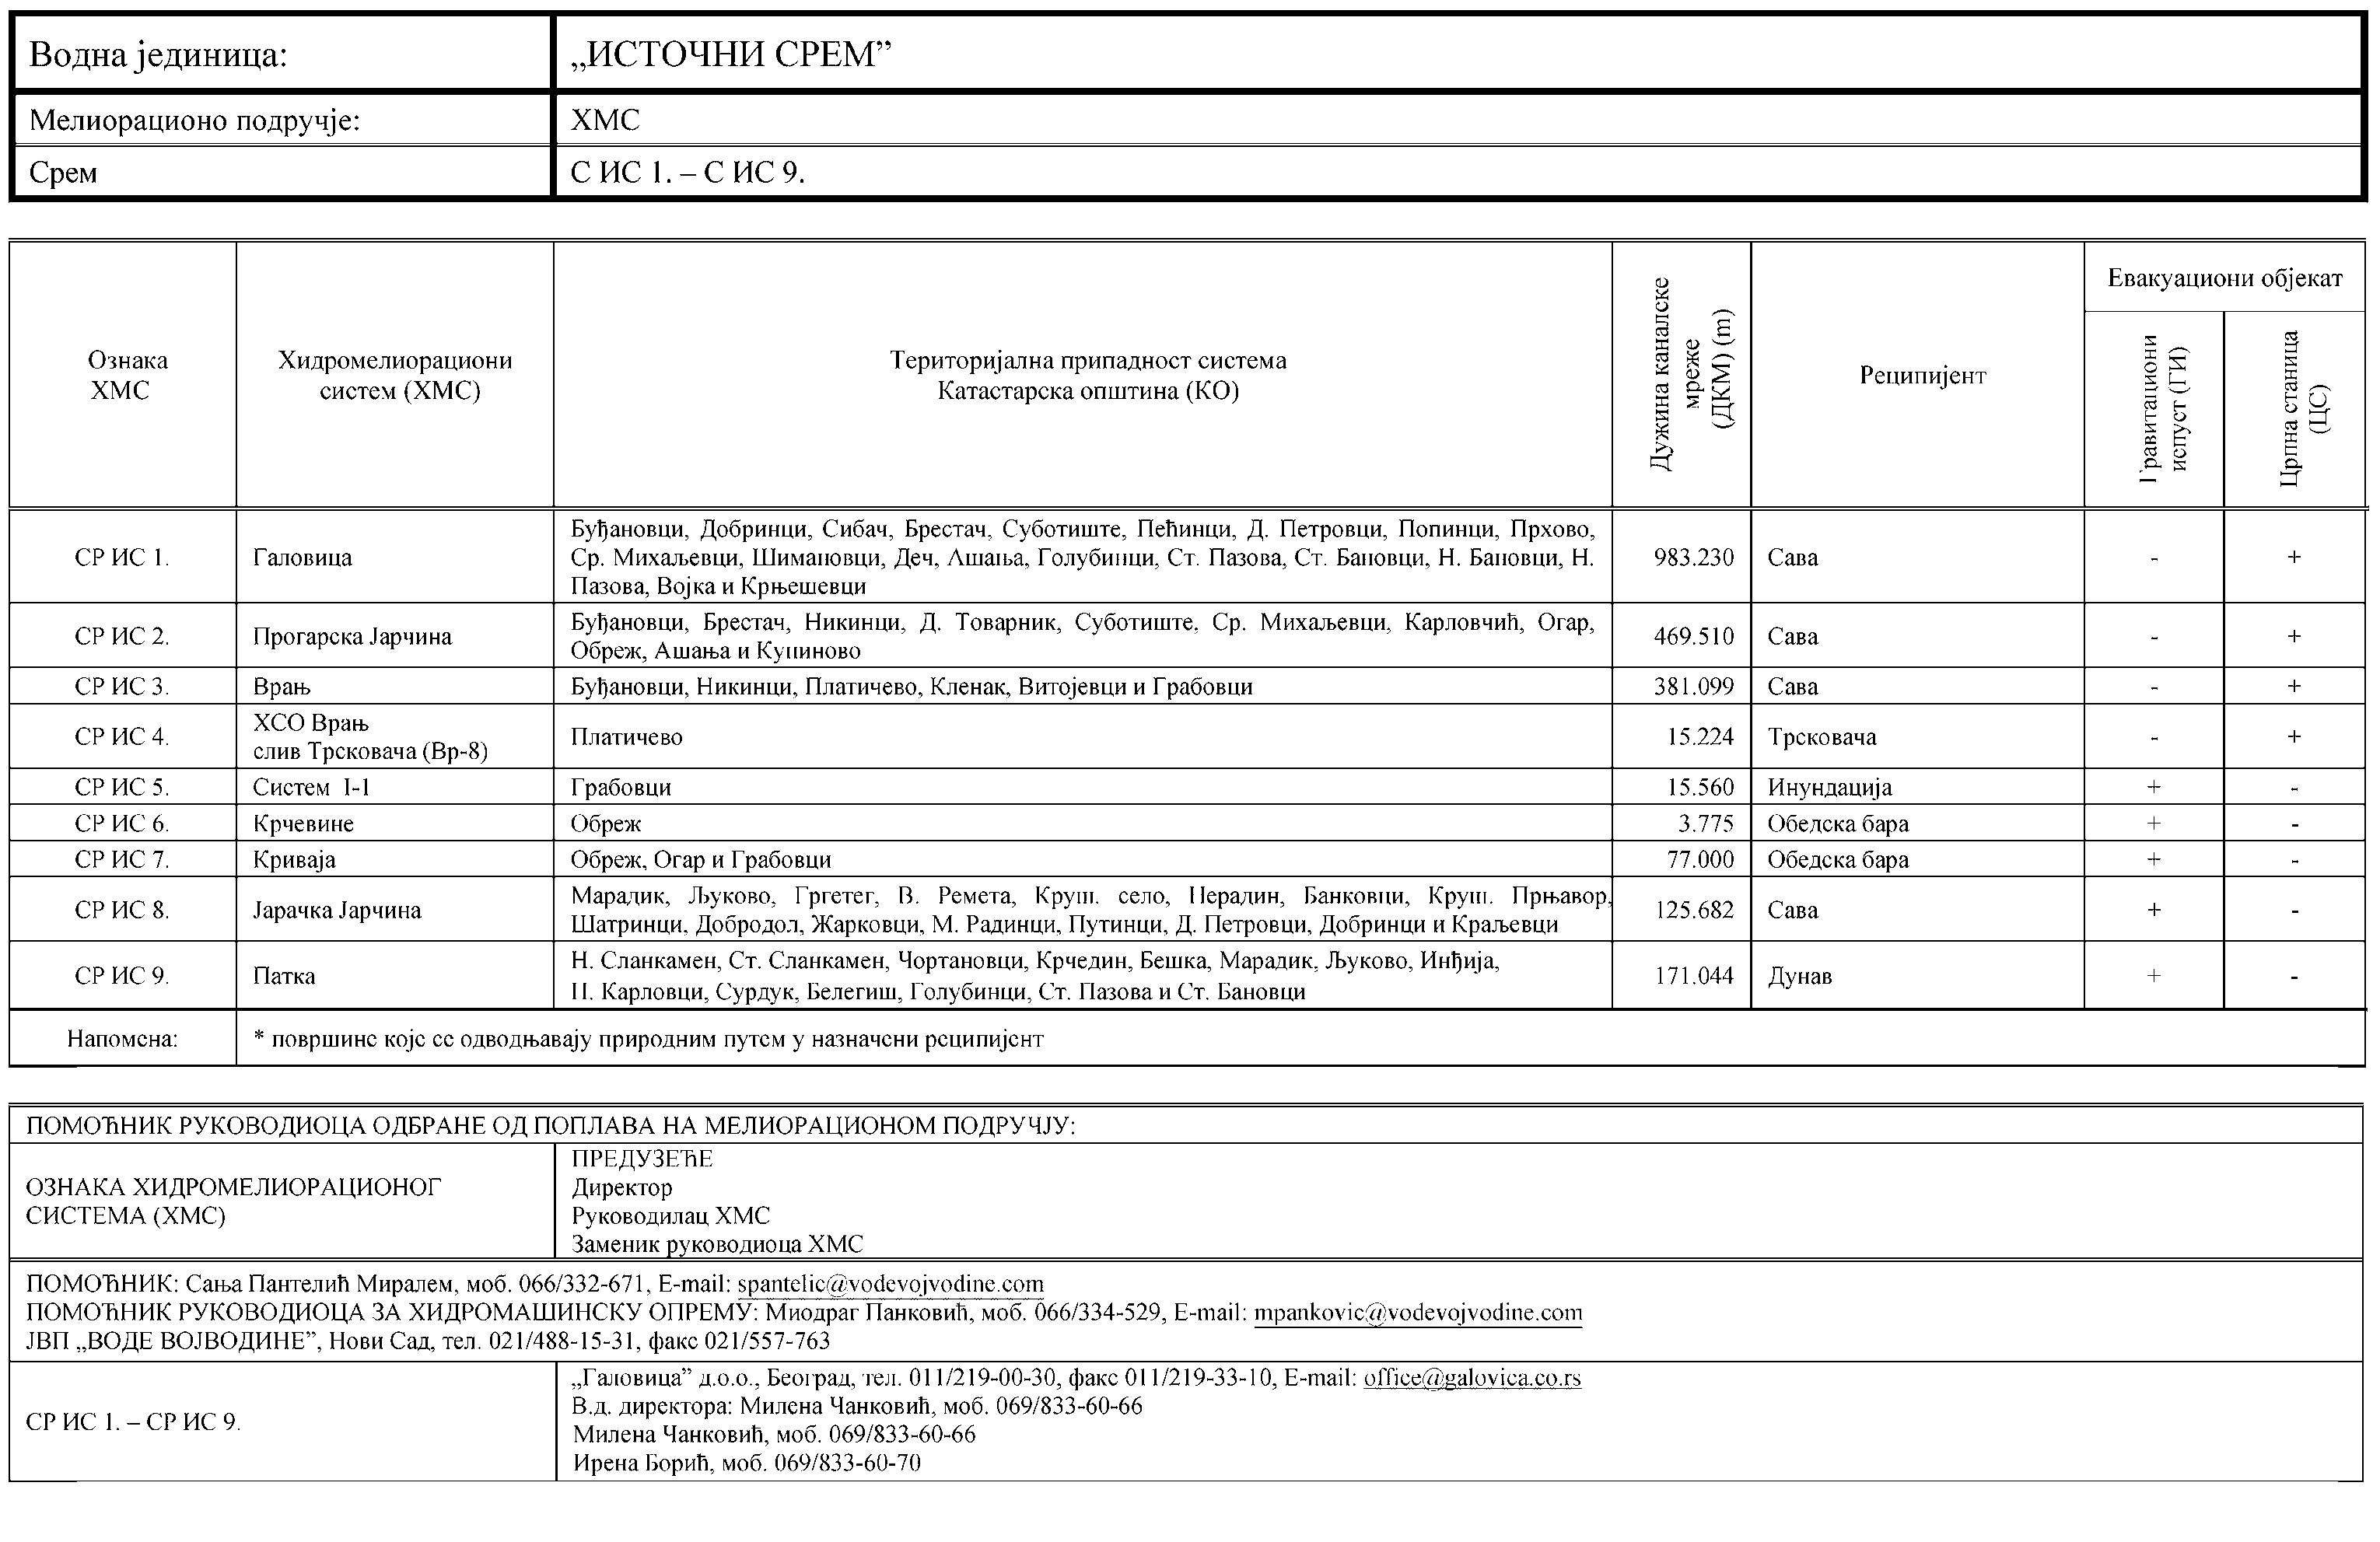 Водна јединица: „ИСТОЧНИ СРЕМ”
Мелиорационо подручје: ХМС
Срем С ИС 1. – С ИС 9.
Ознака
ХМС
Хидромелиорациони
систем (ХМС)
Територијална припадност система
Катастарска општина (КО)
Дужина каналске
мреже
(ДКМ) (m)
Реципијент
Евакуациони објекат
Гравитациони
испуст (ГИ)
Црпна станица
(ЦС)
СР ИС 1. Галовица
Буђановци, Добринци, Сибач, Брестач, Суботиште, Пећинци, Д. Петровци, Попинци, Прхово,
Ср. Михаљевци, Шимановци, Деч, Ашања, Голубинци, Ст. Пазова, Ст. Бановци, Н. Бановци, Н.
Пазова, Војка и Крњешевци
983.230 Сава - +
СР ИС 2. Прогарска Јарчина
Буђановци, Брестач, Никинци, Д. Товарник, Суботиште, Ср. Михаљевци, Карловчић, Огар,
Обреж, Ашања и Купиново
469.510 Сава - +
СР ИС 3. Врањ Буђановци, Никинци, Платичево, Кленак, Витојевци и Грабовци 381.099 Сава - +
СР ИС 4.
ХСО Врањ
слив Трсковача (Вр-8)
Платичево 15.224 Трсковача - +
СР ИС 5. Систем I-1 Грабовци 15.560 Инундација + -
СР ИС 6. Крчевине Обреж 3.775 Обедска бара + -
СР ИС 7. Криваја Обреж, Огар и Грабовци 77.000 Обедска бара + -
СР ИС 8. Јарачка Јарчина
Марадик, Љуково, Гргетег, В. Ремета, Круш. село, Нерадин, Банковци, Круш. Прњавор,
Шатринци, Добродол, Жарковци, М. Радинци, Путинци, Д. Петровци, Добринци и Краљевци
125.682 Сава + -
СР ИС 9. Патка
Н. Сланкамен, Ст. Сланкамен, Чортановци, Крчедин, Бешка, Марадик, Љуково, Инђија,
Н. Карловци, Сурдук, Белегиш, Голубинци, Ст. Пазова и Ст. Бановци
171.044 Дунав + -
Напомена: * површине које се одводњавају природним путем у назначени реципијент
ПОМОЋНИК РУКОВОДИОЦА ОДБРАНЕ ОД ПОПЛАВА НА МЕЛИОРАЦИОНОМ ПОДРУЧЈУ:
ОЗНАКА ХИДРОМЕЛИОРАЦИОНОГ
СИСТЕМА (ХМС)
ПРЕДУЗЕЋЕ
Директор
Руководилац ХМС
Заменик руководиоца ХМС
ПОМОЋНИК: Сања Пантелић Миралем, моб. 066/332-671, E-mail: spantelic@vodevojvodine.com
ПОМОЋНИК РУКОВОДИОЦА ЗА ХИДРОМАШИНСКУ ОПРЕМУ: Миодраг Панковић, моб. 066/334-529, E-mail: mpankovic@vodevojvodine.com
ЈВП „ВОДЕ ВОЈВОДИНЕ”, Нови Сад, тел. 021/488-15-31, факс 021/557-763
СР ИС 1. – СР ИС 9.
„Галовица” д.о.о., Београд, тел. 011/219-00-30, факс 011/219-33-10, E-mail: office@galovica.co.rs
В.д. директора: Милена Чанковић, моб. 069/833-60-66
Милена Чанковић, моб. 069/833-60-66
Ирена Борић, моб. 069/833-60-70